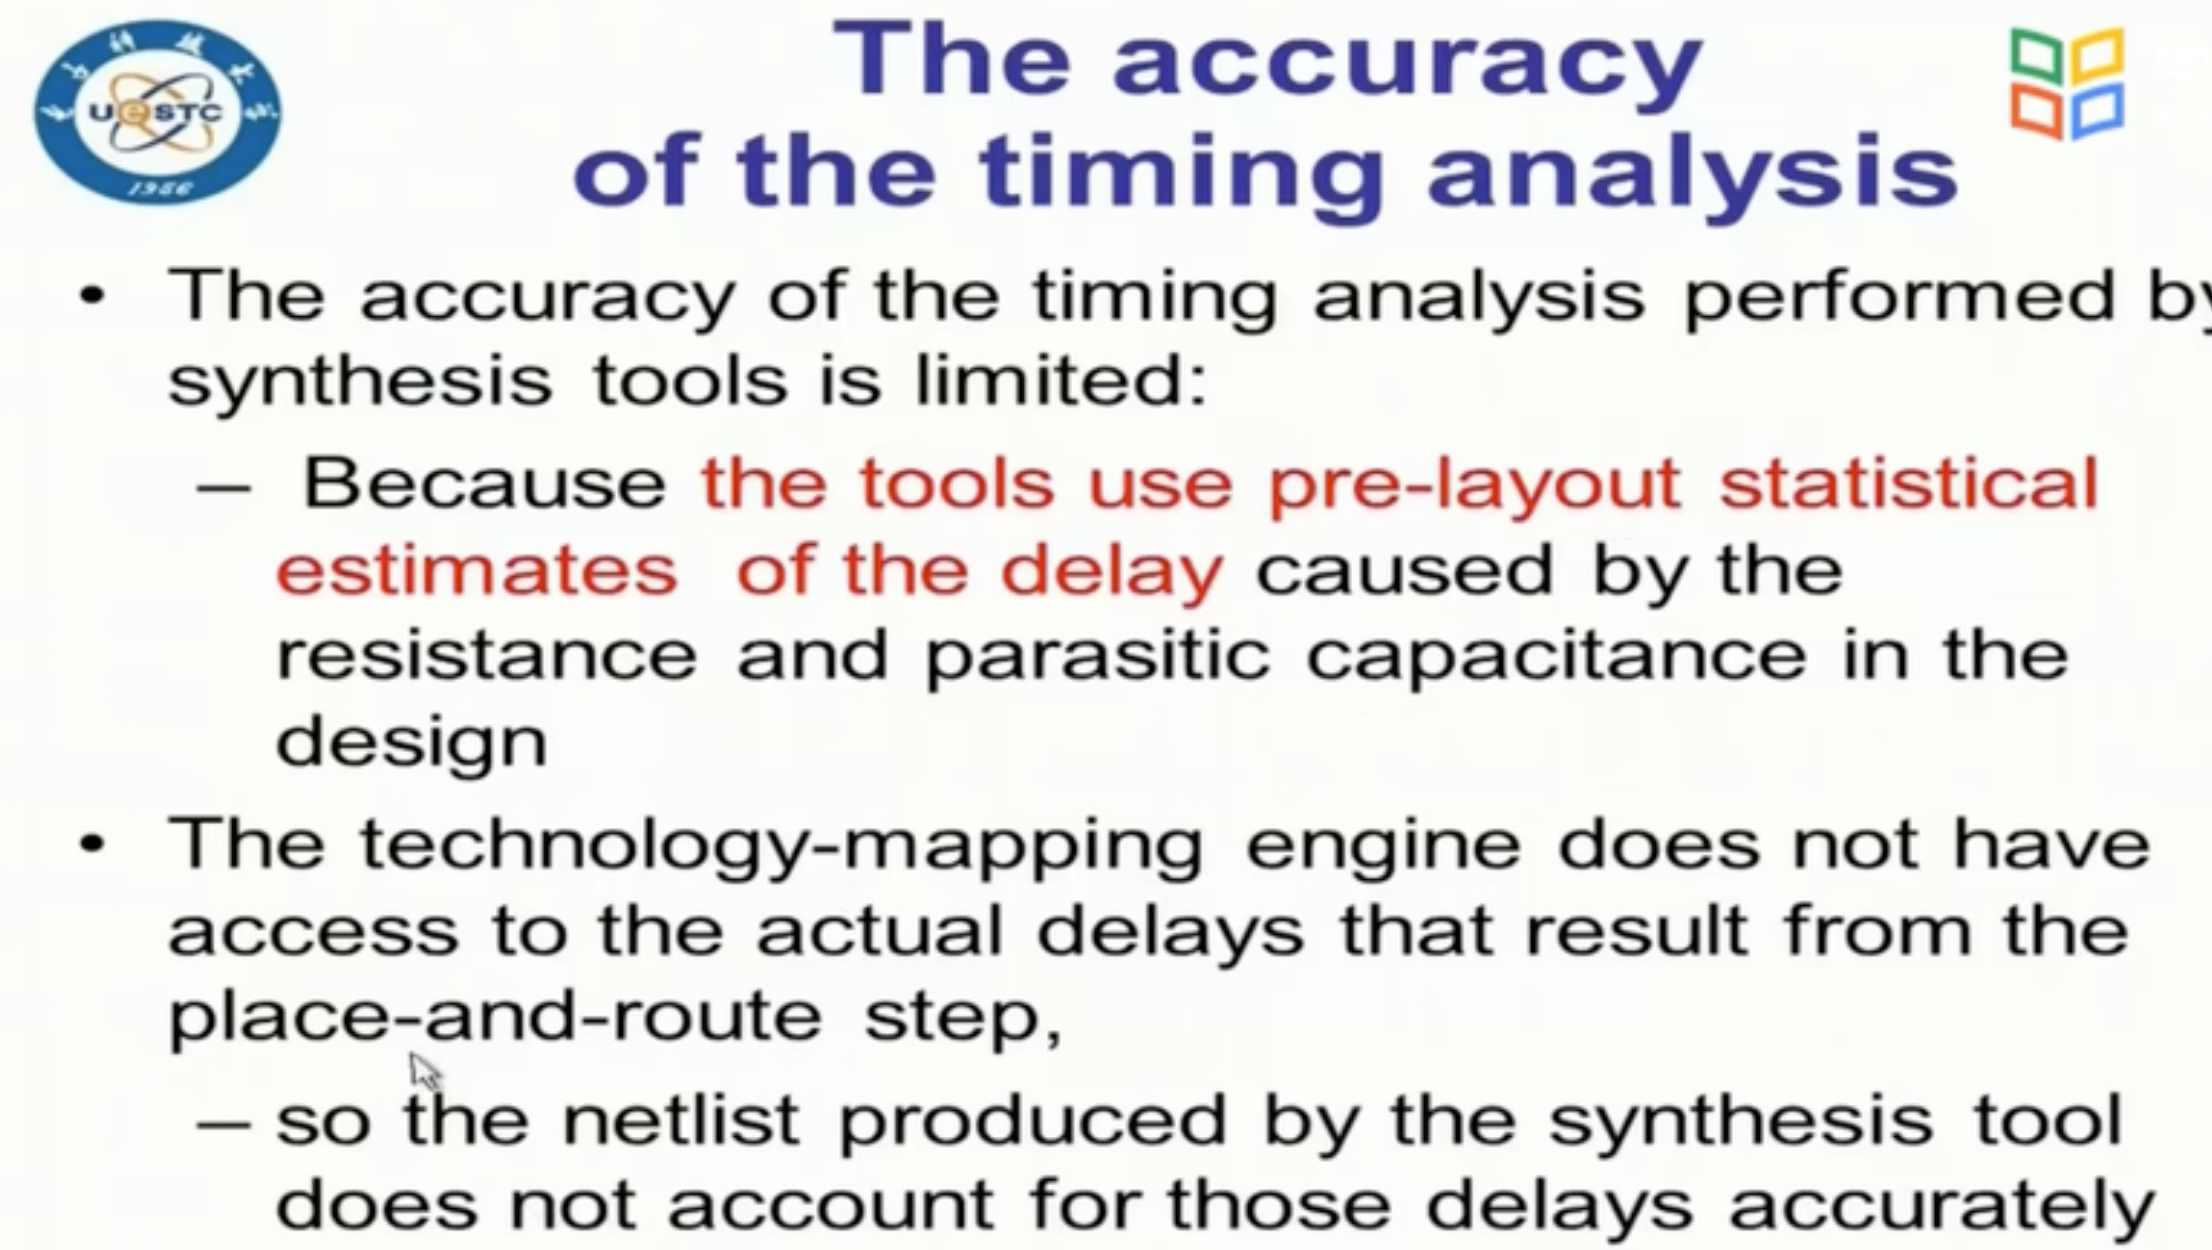 The accuracy
of the timing analysis
UeSTC
1956
• The accuracy of the timing analysis performed by
synthesis tools is limited:
– Because the tools use pre-layout statistical
estimates of the delay caused by the
resistance and parasitic capacitance in the
design
• The technology-mapping engine does not have
access to the actual delays that result from the
place-and-route step,
– so the netlist produced by the synthesis tool
does not account for those delays accurately